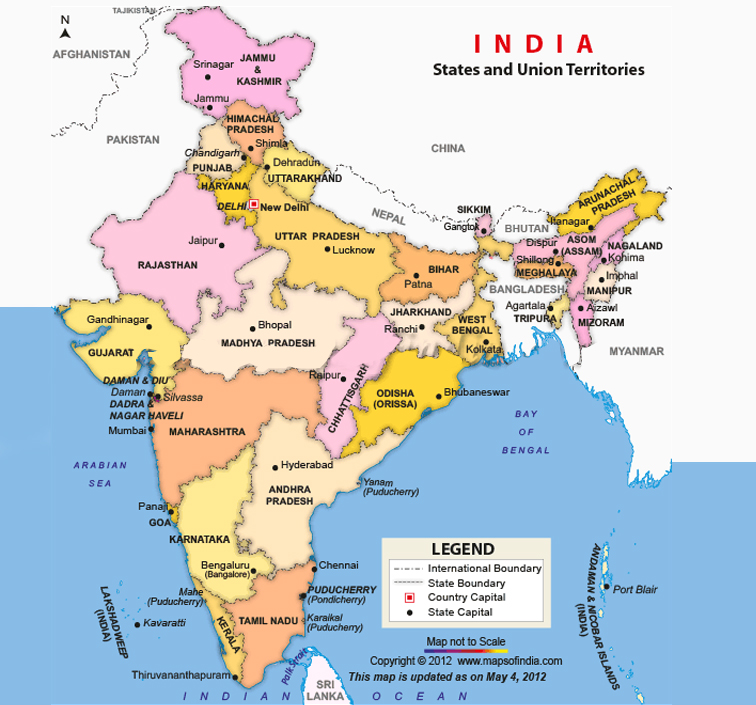 INDIA
States and Union Territories
N
TAJIKISTAN
AFGHANISTAN
PAKISTAN
CHINA
NEPAL
BHUTAN
BANGLADESH
MYANMAR
SRI
LANKA
JAMMU
&
KASHMIR
Srinagar
Jammu
HIMACHAL
PRADESH
Shimla
Chandigarh
PUNJAB
Dehradun
UTTARAKHAND
HARYANA
DELHI
New Delhi
RAJASTHAN
Jaipur
UTTAR PRADESH
Lucknow
BIHAR
Patna
SIKKIM
Gangtok
ARUNACHAL
PRADESH
Itanagar
Dispur
ASOM
(ASSAM)
NAGALAND
Kohima
Shillong
MEGHALAYA
Imphal
MANIPUR
Agartala
TRIPURA
Aizawl
MIZORAM
WEST
BENGAL
Kolkata
JHARKHAND
Ranchi
Gandhinagar
GUJARAT
Bhopal
MADHYA PRADESH
Raipur
CHHATTISGARH
ODISHA
(ORISSA)
Bhubaneswar
DAMAN & DIU
Daman
DADRA &
NAGAR HAVELI
Silvassa
Mumbai
MAHARASHTRA
Hyderabad
ANDHRA
PRADESH
Yanam
(Puducherry)
Panaji
GOA
KARNATAKA
Bengaluru
(Bangalore)
Chennai
Mahe
(Puducherry)
PUDUCHERRY
(Pondicherry)
Karaikal
(Puducherry)
TAMIL NADU
KERALA
Thiruvananthapuram
LAKSHADWEEP
(INDIA)
Kavaratti
ANDAMAN & NICOBAR ISLANDS
(INDIA)
Port Blair
ARABIAN
SEA
BAY
OF
BENGAL
Palk Strait
INDIAN OCEAN
LEGEND
International Boundary
State Boundary
Country Capital
State Capital
Map not to Scale
Copyright © 2012 www.mapsofindia.com
This map is updated as on May 4, 2012